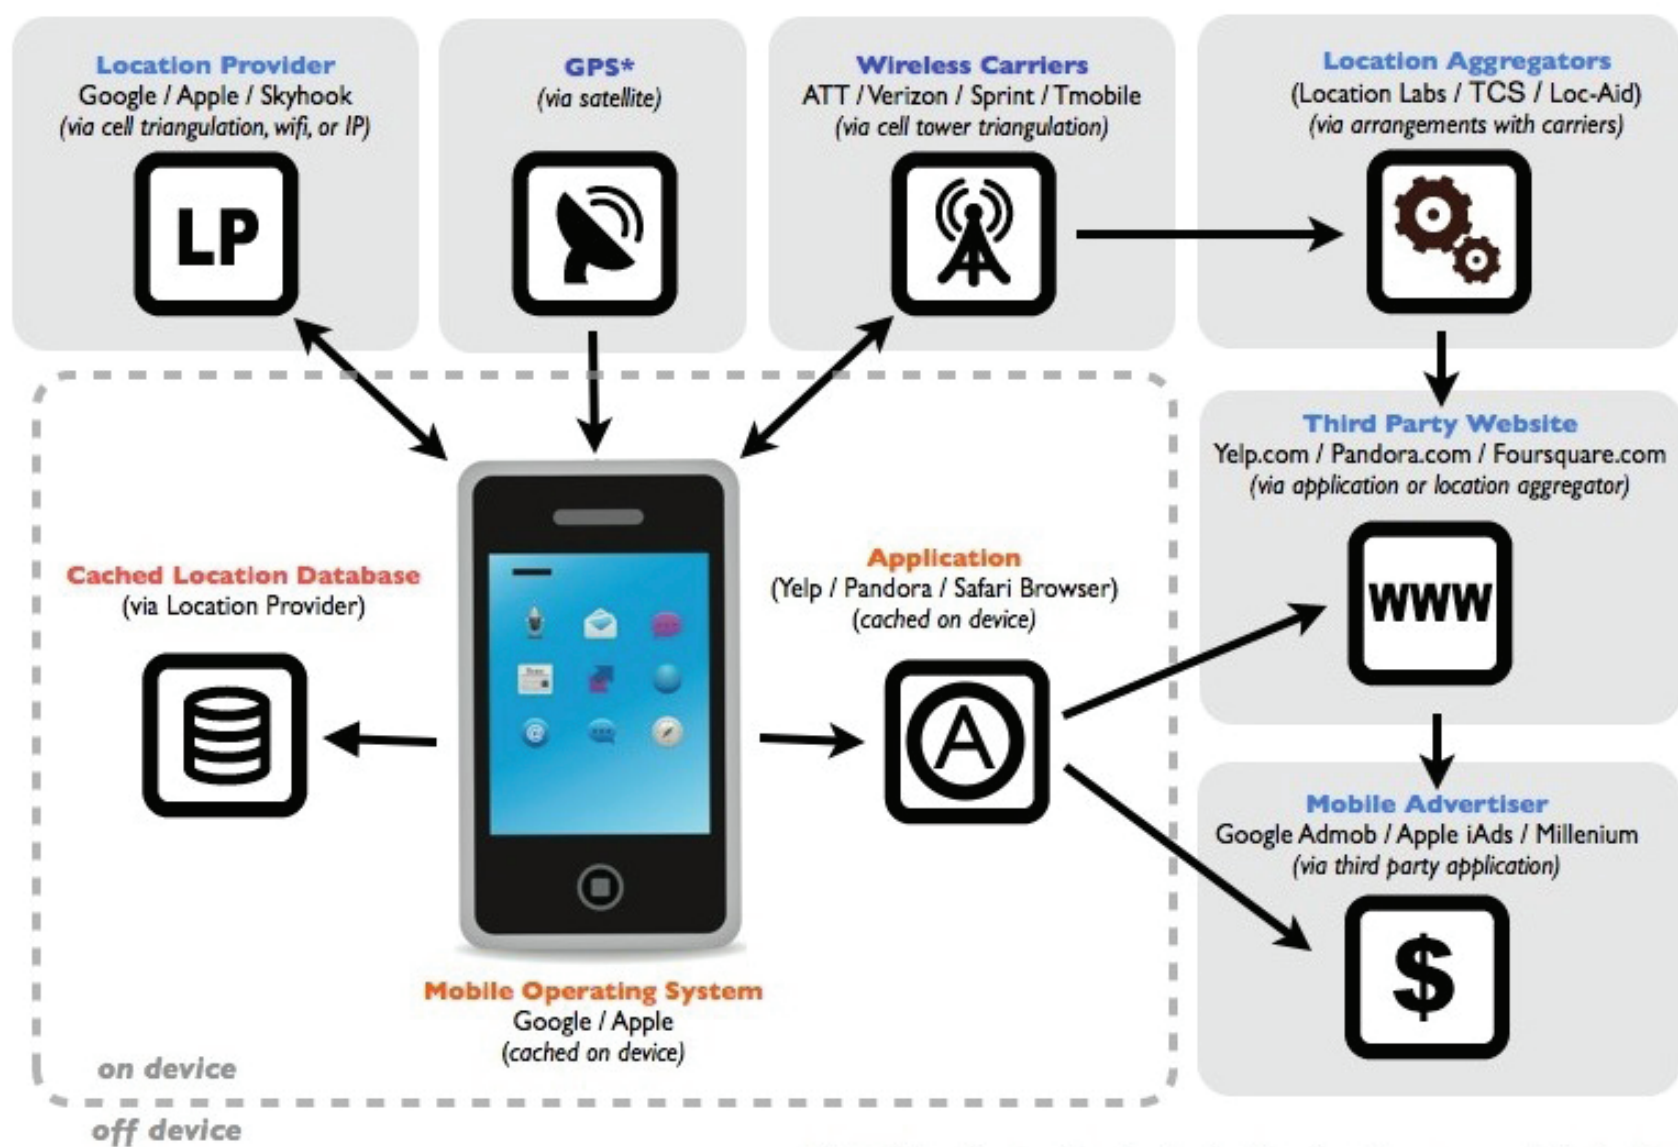 Location Provider
Google / Apple / Skyhook
(via cell triangulation, wifi, or IP)
LP
GPS*
(via satellite)
Wireless Carriers
ATT / Verizon / Sprint / Tmobile
(via cell tower triangulation)
Location Aggregators
(Location Labs / TCS / Loc-Aid)
(via arrangements with carriers)
Third Party Website
Yelp.com / Pandora.com / Foursquare.com
(via application or location aggregator)
WWW
Cached Location Database
(via Location Provider)
Application
(Yelp / Pandora / Safari Browser)
(cached on device)
A
@
Mobile Advertiser
Google Admob / Apple iAds / Millenium
(via third party application)
$
Mobile Operating System
Google / Apple
(cached on device)
on device
off device